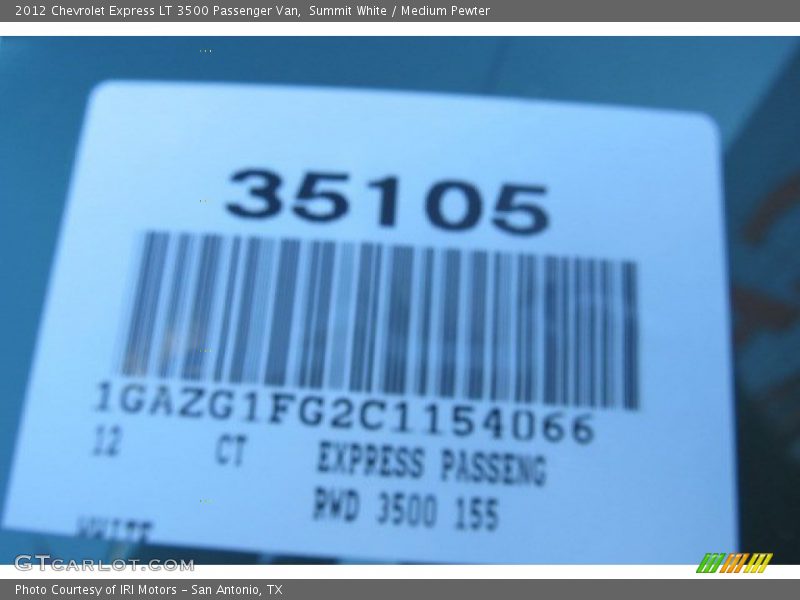 2012 Chevrolet Express LT 3500 Passenger Van, Summit White / Medium Pewter
35105
1GAZG1FG2C1154066
12 CT EXPRESS PASSENG
RWD 3500 155
WHITE
GTCARLOT.COM
Photo Courtesy of IRI Motors - San Antonio, TX